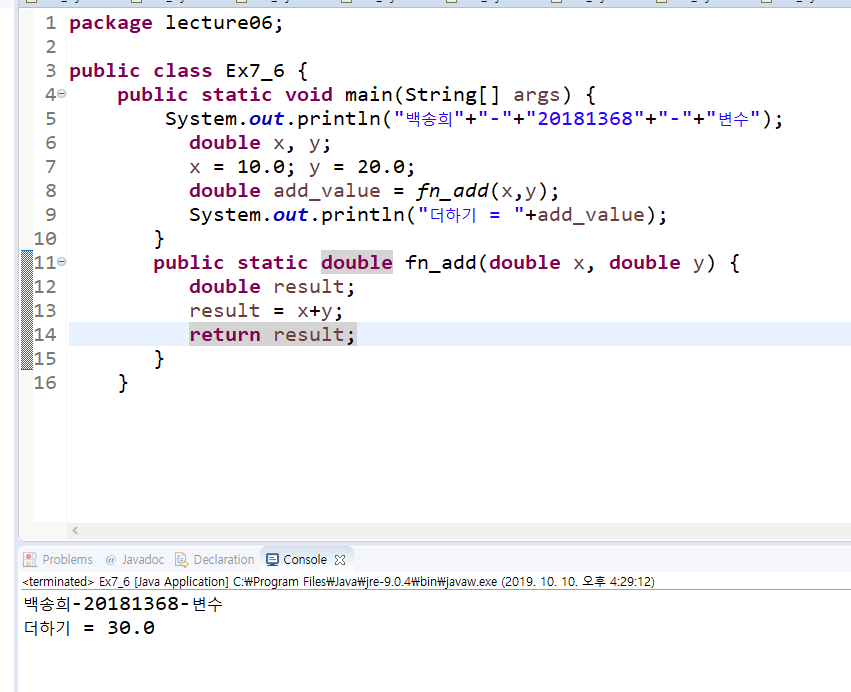 1 package lecture06;
2
3 public class Ex7_6 {
4 public static void main(String[] args) {
5 System.out.println("백송희"+"-"+"20181368"+"-"+"변수");
6 double x, y;
7 x = 10.0; y = 20.0;
8 double add_value = fn_add(x,y);
9 System.out.println("더하기 = "+add_value);
10 }
11 public static double fn_add(double x, double y) {
12 double result;
13 result = x+y;
14 return result;
15 }
16 }
Problems @ Javadoc Declaration Console
<terminated> Ex7_6 [Java Application] C:₩Program Files₩Java₩jre-9.0.4₩bin₩javaw.exe (2019. 10. 10. 오후 4:29:12)
백송희-20181368-변수
더하기 = 30.0